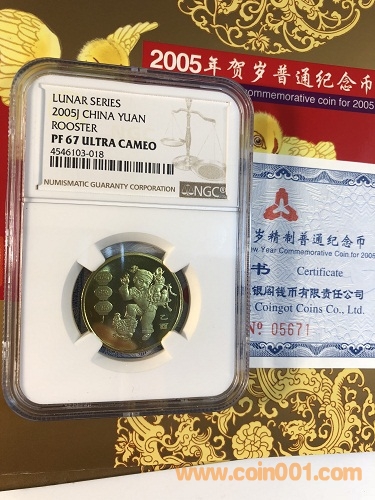 2005年贺岁普通纪念币
commemorative coin for 2005
LUNAR SERIES
2005J CHINA YUAN
ROOSTER
PF 67 ULTRA CAMEO
4546103-018
NUMISMATIC GUARANTY CORPORATION
NGC
岁精制普通纪念币
Year Commemorative Coin for 2005
书 Certificate
银阁钱币有限责任公司
Coingot Coins Co., Ltd.
№ 05671
乙酉
www.coin001.com